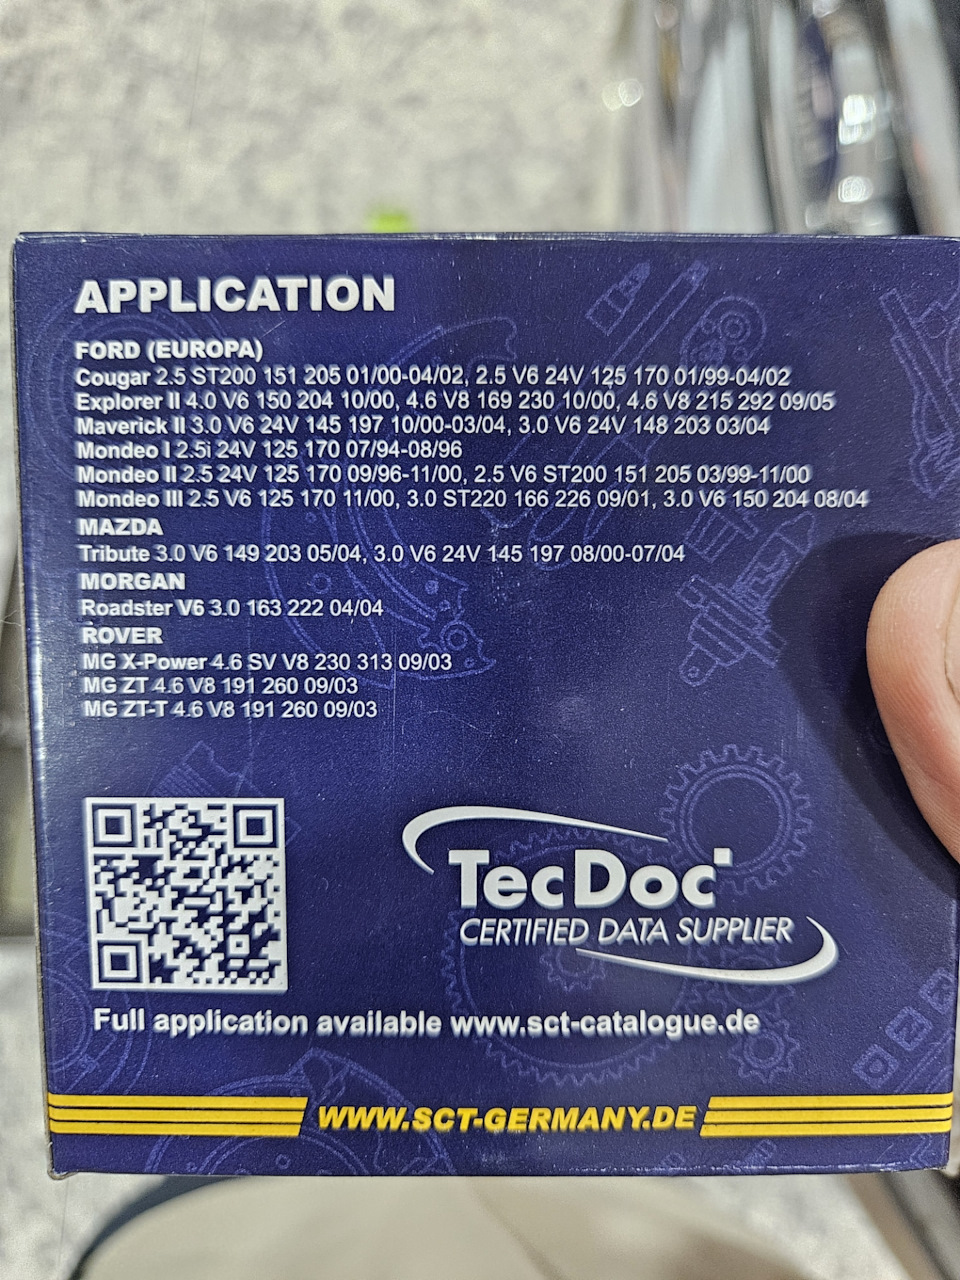 APPLICATION
FORD (EUROPA)
Cougar 2.5 ST200 151 205 01/00-04/02, 2.5 V6 24V 125 170 01/99-04/02
Explorer II 4.0 V6 150 204 10/00, 4.6 V8 169 230 10/00, 4.6 V8 215 292 09/05
Maverick II 3.0 V6 24V 145 197 10/00-03/04, 3.0 V6 24V 148 203 03/04
Mondeo I 2.5i 24V 125 170 07/94-08/96
Mondeo II 2.5 24V 125 170 09/96-11/00, 2.5 V6 ST200 151 205 03/99-11/00
Mondeo III 2.5 V6 125 170 11/00, 3.0 ST220 166 226 09/01, 3.0 V6 150 204 08/04
MAZDA
Tribute 3.0 V6 149 203 05/04, 3.0 V6 24V 145 197 08/00-07/04
MORGAN
Roadster V6 3.0 163 222 04/04
ROVER
MG X-Power 4.6 SV V8 230 313 09/03
MG ZT 4.6 V8 191 260 09/03
MG ZT-T 4.6 V8 191 260 09/03
TecDoc
CERTIFIED DATA SUPPLIER
Full application available www.sct-catalogue.de
WWW.SCT-GERMANY.DE